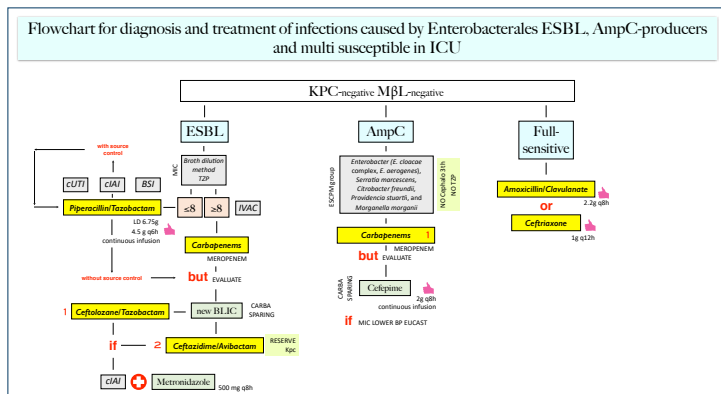 Flowchart for diagnosis and treatment of infections caused by Enterobacterales ESBL, AmpC-producers
and multi susceptible in ICU
KPC-negative MβL-negative
ESBL
AmpC
Full-
sensitive
with source
control
cUTI
cIAI
BSI
MIC
Broth dilution
method
TZP
Piperacillin/Tazobactam
LD 6.75g
4.5 g q6h
continuous infusion
≤8
≥8
IVAC
Carbapenems
MEROPENEM
without source control
but EVALUATE
1 Ceftolozane/Tazobactam
new BLIC
CARBA
SPARING
if
2 Ceftazidime/Avibactam
RESERVE
Kpc
cIAI
Metronidazole
500 mg q8h
ESCPM group
Enterobacter (E. cloacae
complex, E. aerogenes),
Serratia marcescens,
Citrobacter freundii,
Providencia stuartii, and
Morganella morganii
NO Cephalo 3th
NO TZP
Carbapenems 1
MEROPENEM
but EVALUATE
CARBA
SPARING
Cefepime
2g q8h
continuous infusion
if MIC LOWER BP EUCAST
Amoxicillin/Clavulanate
2.2g q8h
or
Ceftriaxone
1g q12h